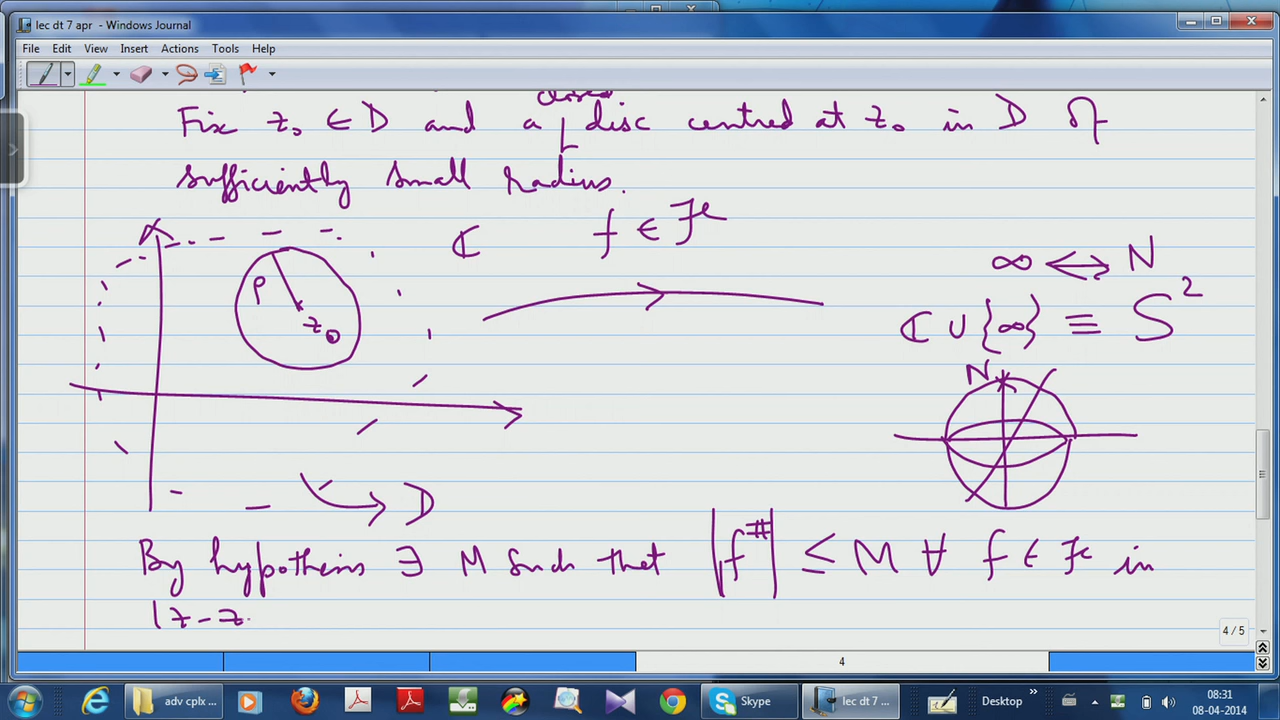 lec dt 7 apr - Windows Journal
File Edit View Insert Actions Tools Help
closed
Fix z₀ ∈ D and a disc centred at z₀ in D of
sufficiently small radius.
ℂ f ∈ ℱ
∞ ↔ N
ℂ ∪ {∞} ≡ S²
ρ
z₀
N
D
By hypothesis ∃ M such that |f^#| ≤ M ∀ f ∈ ℱ in
|z - z
4 / 5
4
adv cplx ...
Skype
lec dt 7 ...
Desktop
08:31
08-04-2014